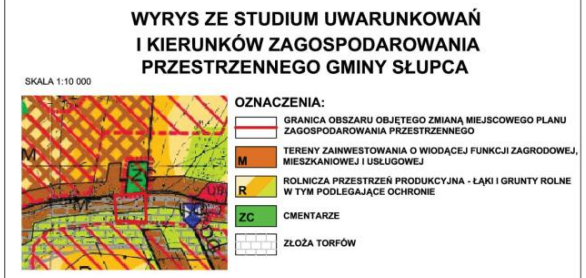 WYRYS ZE STUDIUM UWARUNKOWAŃ
I KIERUNKÓW ZAGOSPODAROWANIA
PRZESTRZENNEGO GMINY SŁUPCA
SKALA 1:10 000
OZNACZENIA:
GRANICA OBSZARU OBJĘTEGO ZMIANĄ MIEJSCOWEGO PLANU
ZAGOSPODAROWANIA PRZESTRZENNEGO
M
TERENY ZAINWESTOWANIA O WIODĄCEJ FUNKCJI ZAGRODOWEJ,
MIESZKANIOWEJ I USŁUGOWEJ
R
ROLNICZA PRZESTRZEŃ PRODUKCYJNA - ŁĄKI I GRUNTY ROLNE
W TYM PODLEGAJĄCE OCHRONIE
ZC
CMENTARZE
ZŁOŻA TORFÓW
M
ZC
M